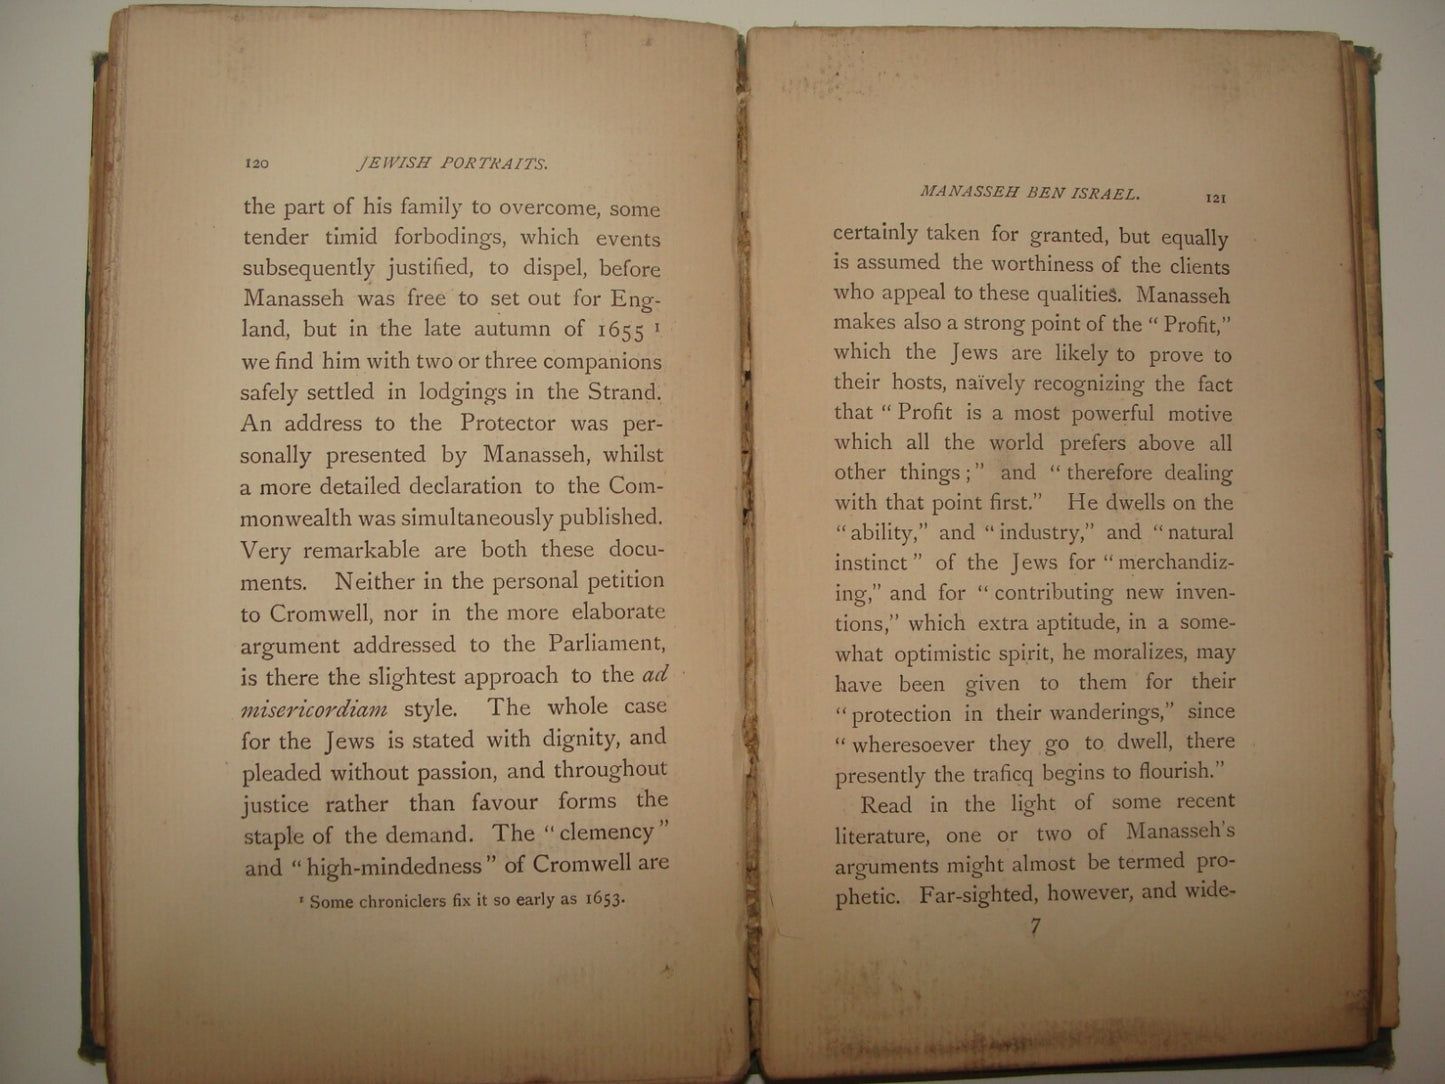 120 JEWISH PORTRAITS.
the part of his family to overcome, some
tender timid forbodings, which events
subsequently justified, to dispel, before
Manasseh was free to set out for Eng-
land, but in the late autumn of 1655 ¹
we find him with two or three companions
safely settled in lodgings in the Strand.
An address to the Protector was per-
sonally presented by Manasseh, whilst
a more detailed declaration to the Com-
monwealth was simultaneously published.
Very remarkable are both these docu-
ments. Neither in the personal petition
to Cromwell, nor in the more elaborate
argument addressed to the Parliament,
is there the slightest approach to the ad
misericordiam style. The whole case
for the Jews is stated with dignity, and
pleaded without passion, and throughout
justice rather than favour forms the
staple of the demand. The “clemency”
and “high-mindedness” of Cromwell are
¹ Some chroniclers fix it so early as 1653.
MANASSEH BEN ISRAEL. 121
certainly taken for granted, but equally
is assumed the worthiness of the clients
who appeal to these qualities. Manasseh
makes also a strong point of the “Profit,”
which the Jews are likely to prove to
their hosts, naïvely recognizing the fact
that “Profit is a most powerful motive
which all the world prefers above all
other things;” and “therefore dealing
with that point first.” He dwells on the
“ability,” and “industry,” and “natural
instinct” of the Jews for “merchandiz-
ing,” and for “contributing new inven-
tions,” which extra aptitude, in a some-
what optimistic spirit, he moralizes, may
have been given to them for their
“protection in their wanderings,” since
“wheresoever they go to dwell, there
presently the traficq begins to flourish.”
Read in the light of some recent
literature, one or two of Manasseh's
arguments might almost be termed pro-
phetic. Far-sighted, however, and wide-
7